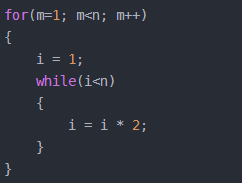 for(m=1; m<n; m++)
{
    i = 1;
    while(i<n)
    {
        i = i * 2;
    }
}